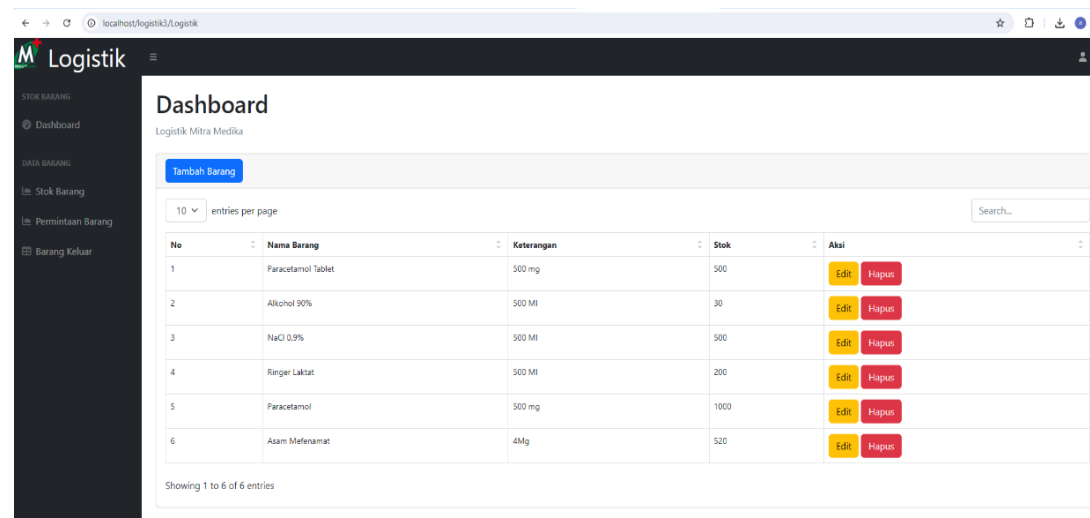 localhost/logistik3/Logistik
M Logistik
STOK BARANG
Dashboard
DATA BARANG
Stok Barang
Permintaan Barang
Barang Keluar
Dashboard
Logistik Mitra Medika
Tambah Barang
10 entries per page
Search...
No Nama Barang Keterangan Stok Aksi
1 Paracetamol Tablet 500 mg 500 Edit Hapus
2 Alkohol 90% 500 Ml 30 Edit Hapus
3 NaCl 0,9% 500 Ml 500 Edit Hapus
4 Ringer Laktat 500 Ml 200 Edit Hapus
5 Paracetamol 500 mg 1000 Edit Hapus
6 Asam Mefenamat 4Mg 520 Edit Hapus
Showing 1 to 6 of 6 entries